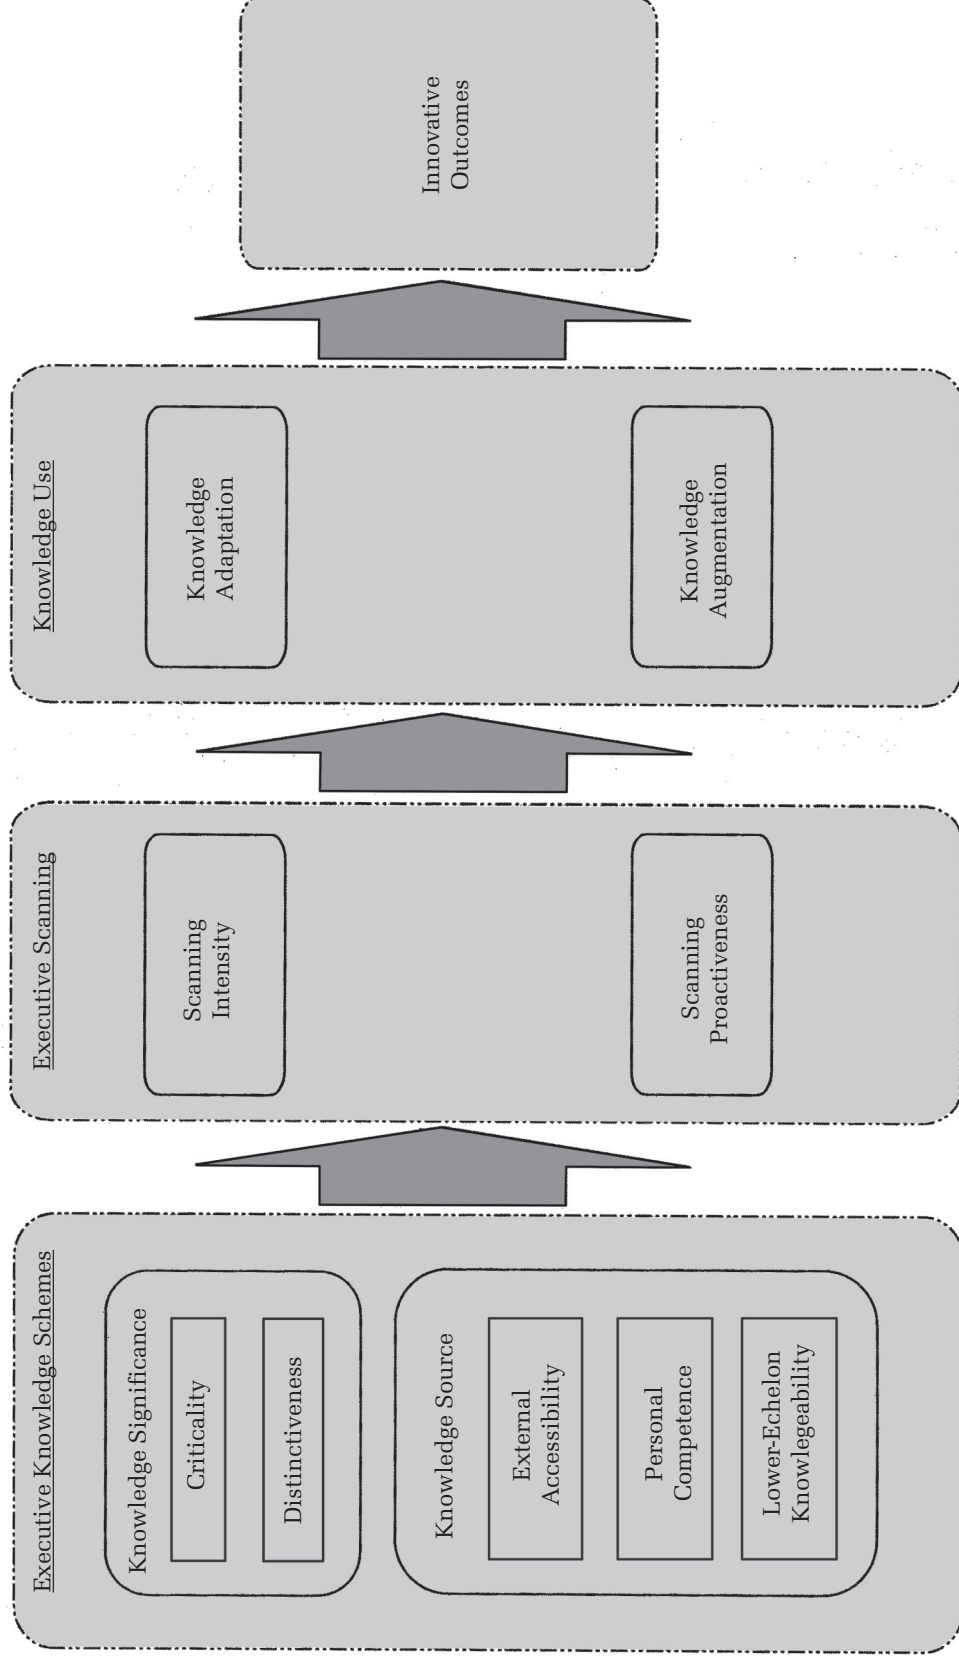 Executive Knowledge Schemes
Knowledge Significance
Criticality
Distinctiveness
Knowledge Source
External
Accessibility
Personal
Competence
Lower-Echelon
Knowlegeability
Executive Scanning
Scanning
Intensity
Scanning
Proactiveness
Knowledge Use
Knowledge
Adaptation
Knowledge
Augmentation
Innovative
Outcomes